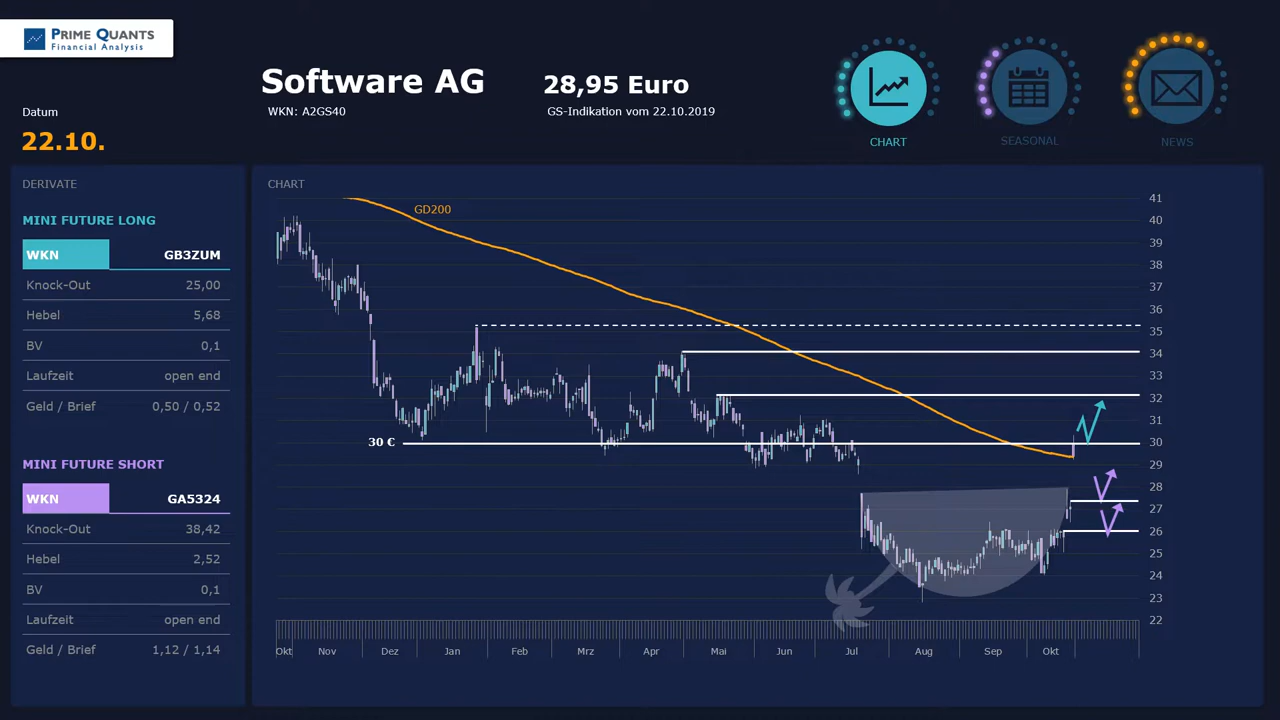 PRIME QUANTS
Financial Analysis
Software AG
28,95 Euro
WKN: A2GS40
GS-Indikation vom 22.10.2019
Datum
22.10.
CHART
SEASONAL
NEWS
DERIVATE
MINI FUTURE LONG
WKN GB3ZUM
Knock-Out 25,00
Hebel 5,68
BV 0,1
Laufzeit open end
Geld / Brief 0,50 / 0,52
MINI FUTURE SHORT
WKN GA5324
Knock-Out 38,42
Hebel 2,52
BV 0,1
Laufzeit open end
Geld / Brief 1,12 / 1,14
CHART
GD200
30 €
41
40
39
38
37
36
35
34
33
32
31
30
29
28
27
26
25
24
23
22
Okt Nov Dez Jan Feb Mrz Apr Mai Jun Jul Aug Sep Okt